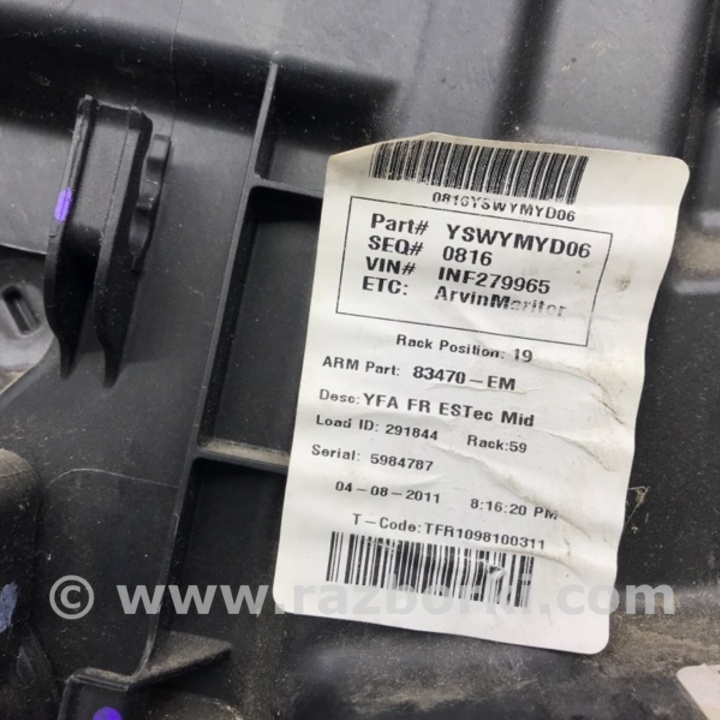 0816YSWYMYD06
Part# YSWYMYD06
SEQ# 0816
VIN# INF279965
ETC: ArvinMeritor
Rack Position: 19
ARM Part: 83470-EM
Desc: YFA FR ESTec Mid
Load ID: 291844 Rack:59
Serial: 5984787
04-08-2011 8:16:20 PM
T-Code: TFR1098100311
© www.razborki.com